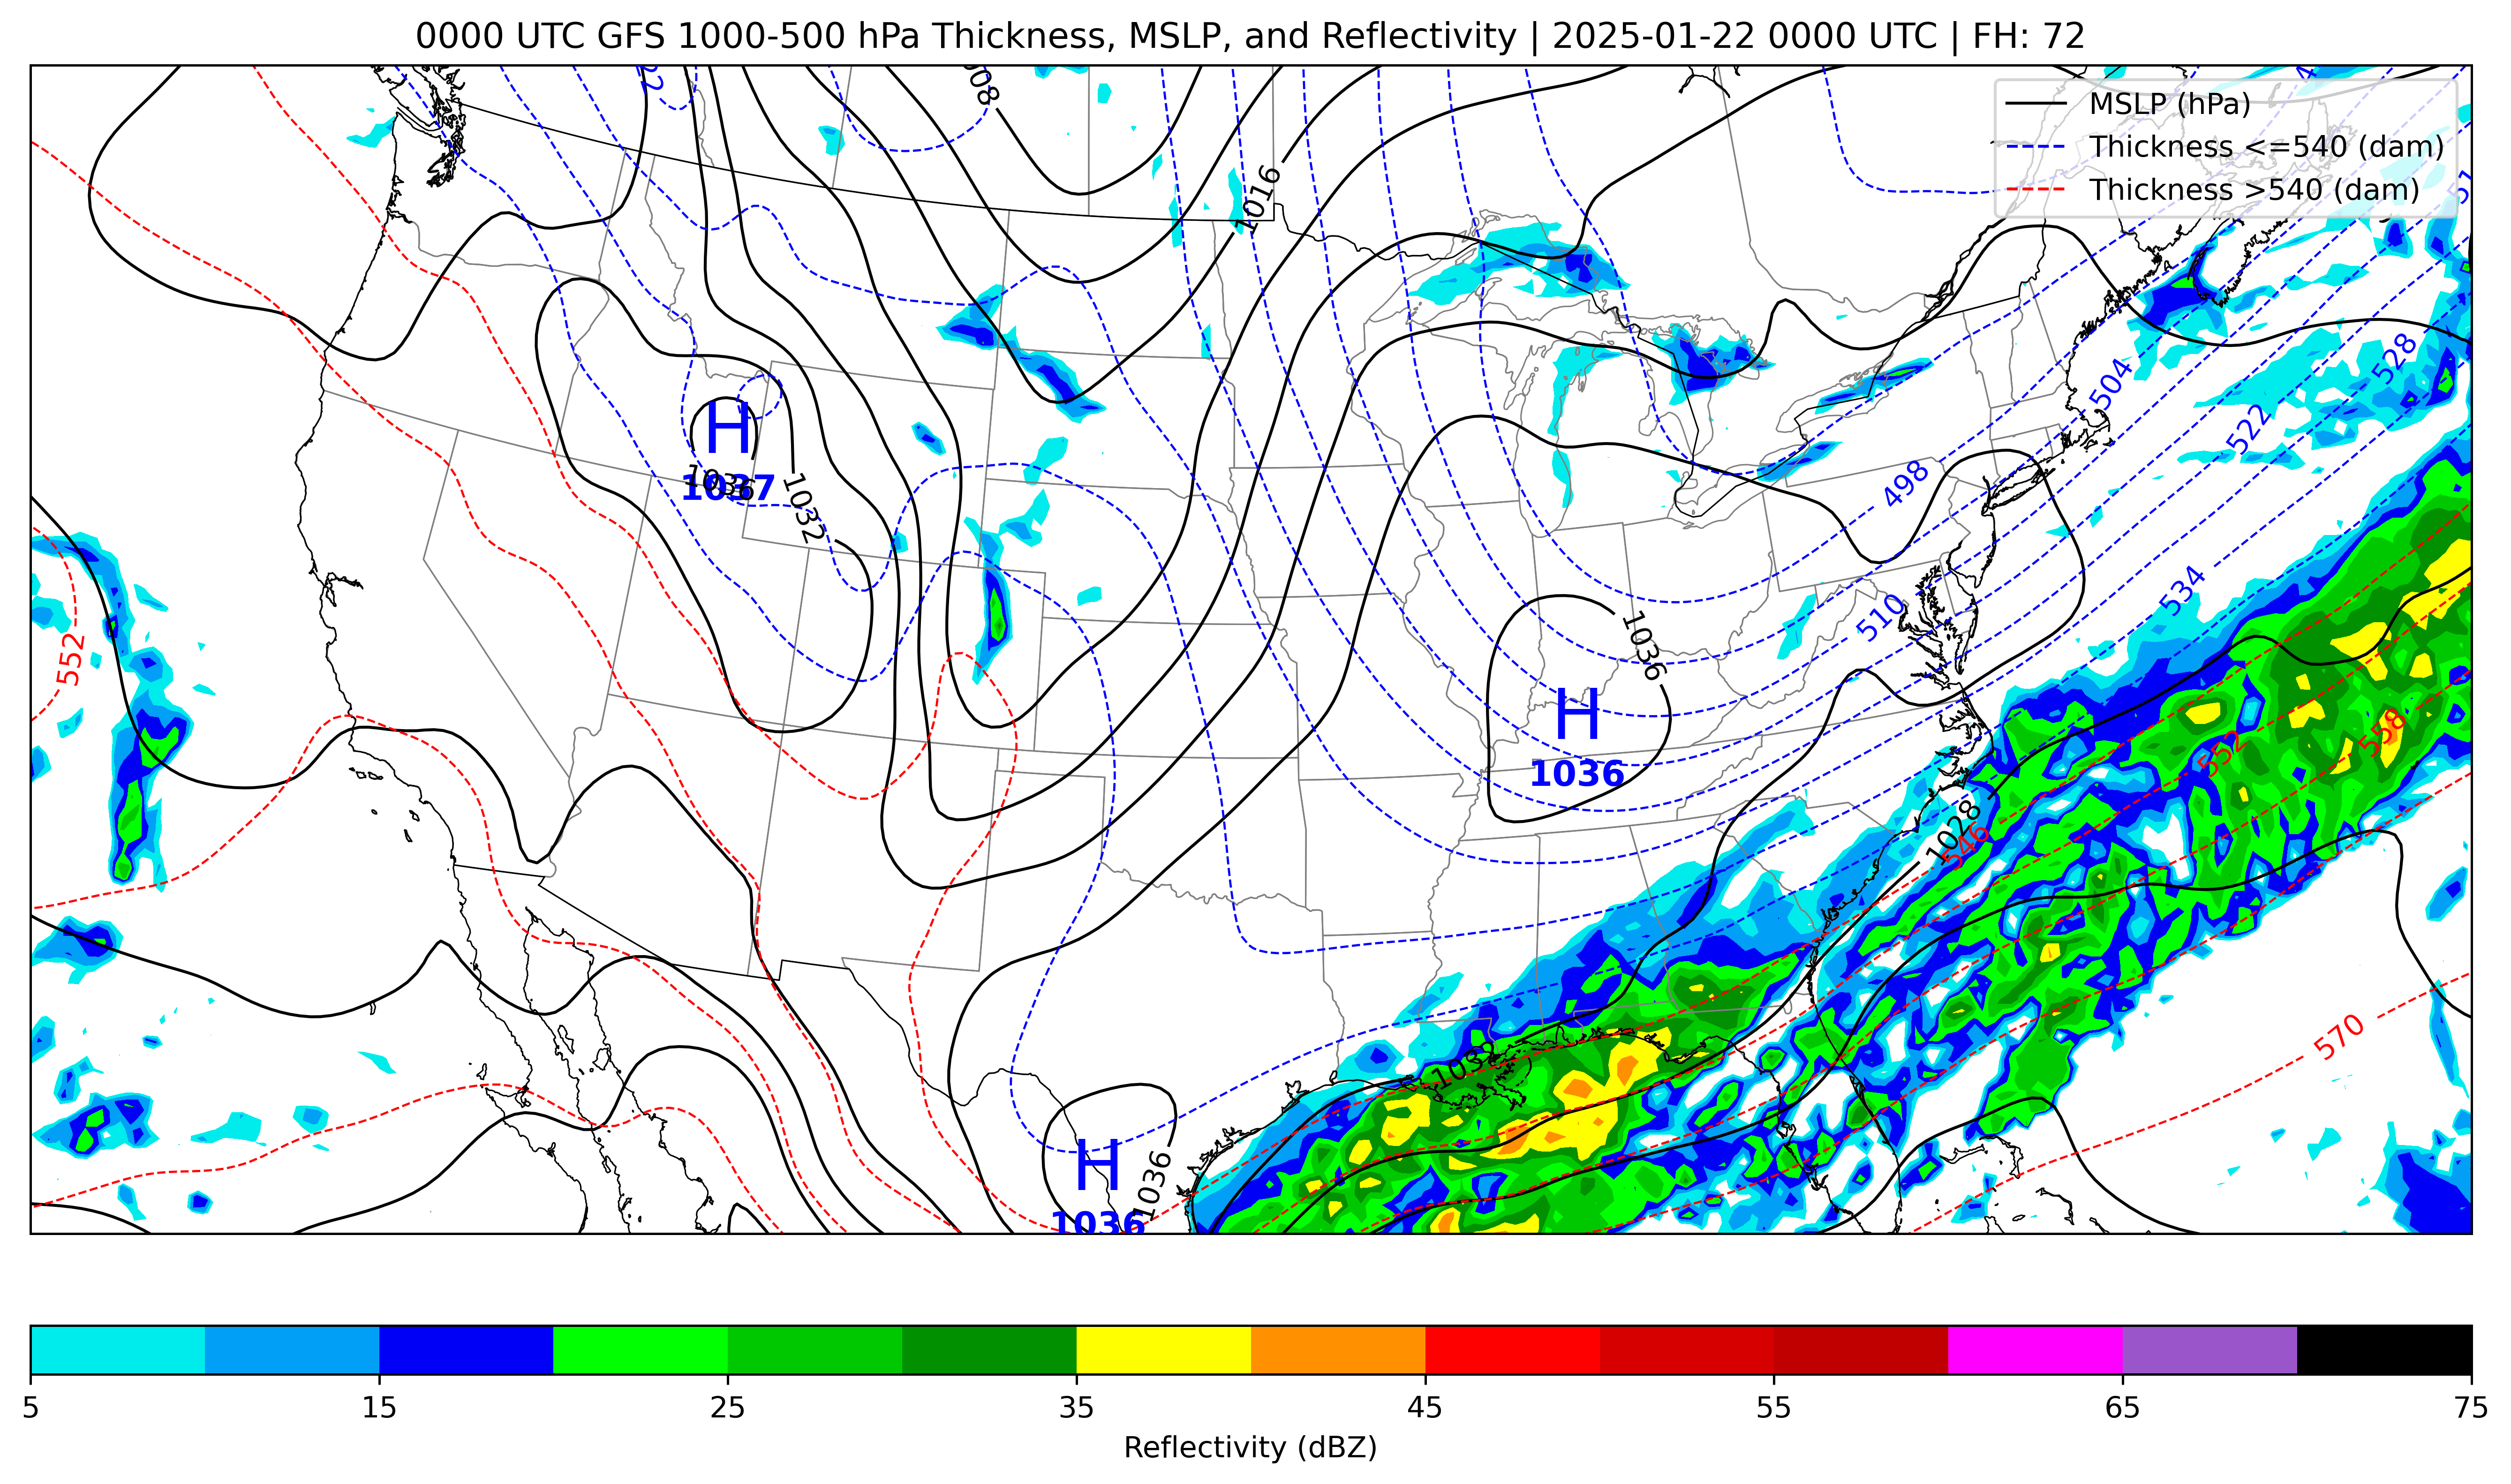 0000 UTC GFS 1000-500 hPa Thickness, MSLP, and Reflectivity | 2025-01-22 0000 UTC | FH: 72
MSLP (hPa)
Thickness <=540 (dam)
Thickness >540 (dam)
1016
528
504
522
498
H
1036
1037
1032
534
510
552
1036
H
1036
552
558
1028
546
570
1032
H
1036
1036
5 15 25 35 45 55 65 75
Reflectivity (dBZ)